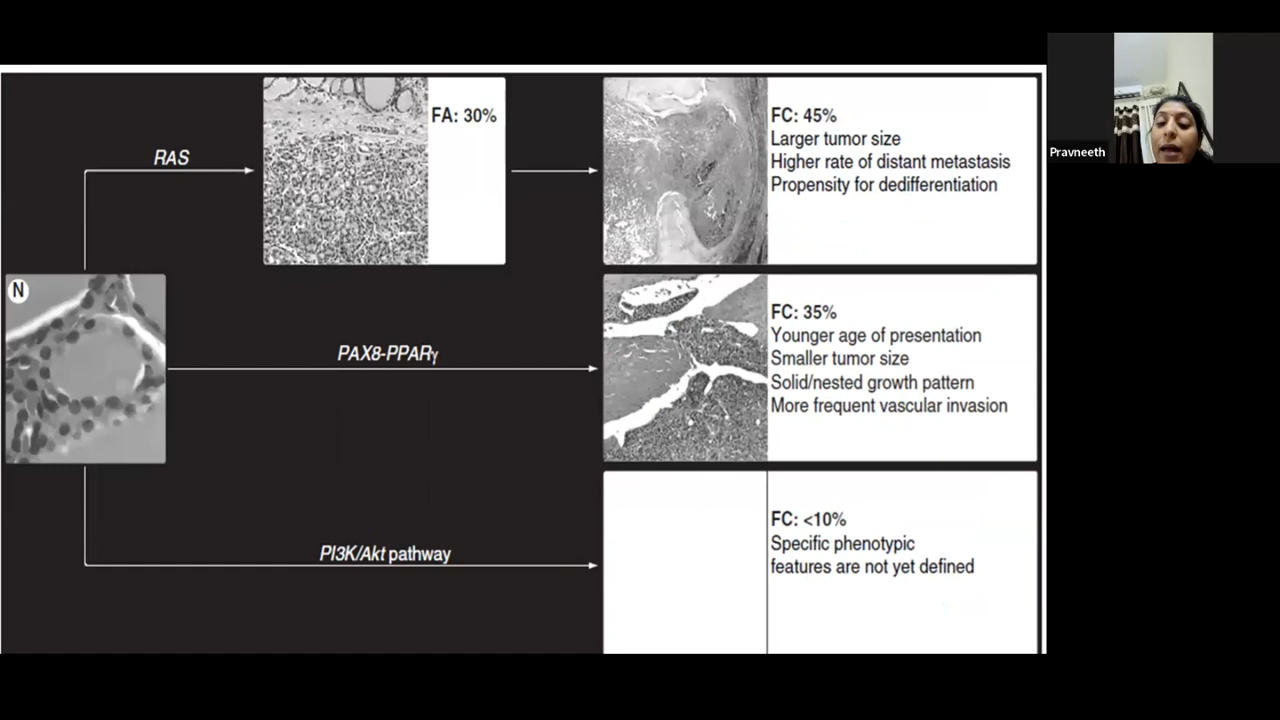 RAS
FA: 30%
FC: 45%
Larger tumor size
Higher rate of distant metastasis
Propensity for dedifferentiation
Pravneeth
N
PAX8-PPARγ
FC: 35%
Younger age of presentation
Smaller tumor size
Solid/nested growth pattern
More frequent vascular invasion
PI3K/Akt pathway
FC: <10%
Specific phenotypic
features are not yet defined